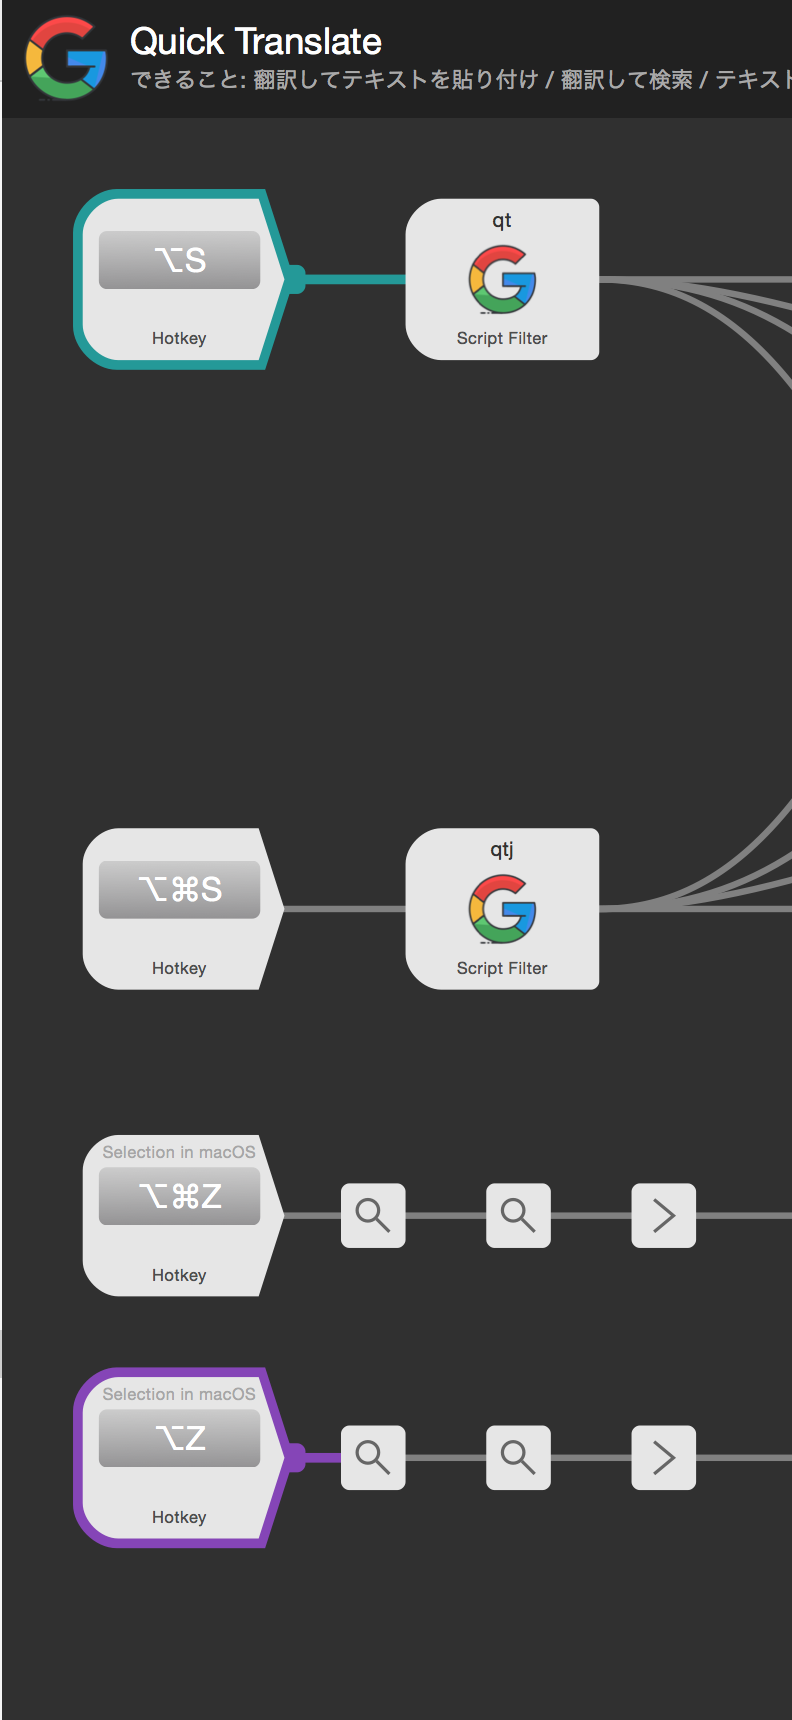 Quick Translate
できること: 翻訳してテキストを貼り付け / 翻訳して検索 / テキスト
⌥S
Hotkey
qt
Script Filter
⌥⌘S
Hotkey
qtj
Script Filter
Selection in macOS
⌥⌘Z
Hotkey
Selection in macOS
⌥Z
Hotkey